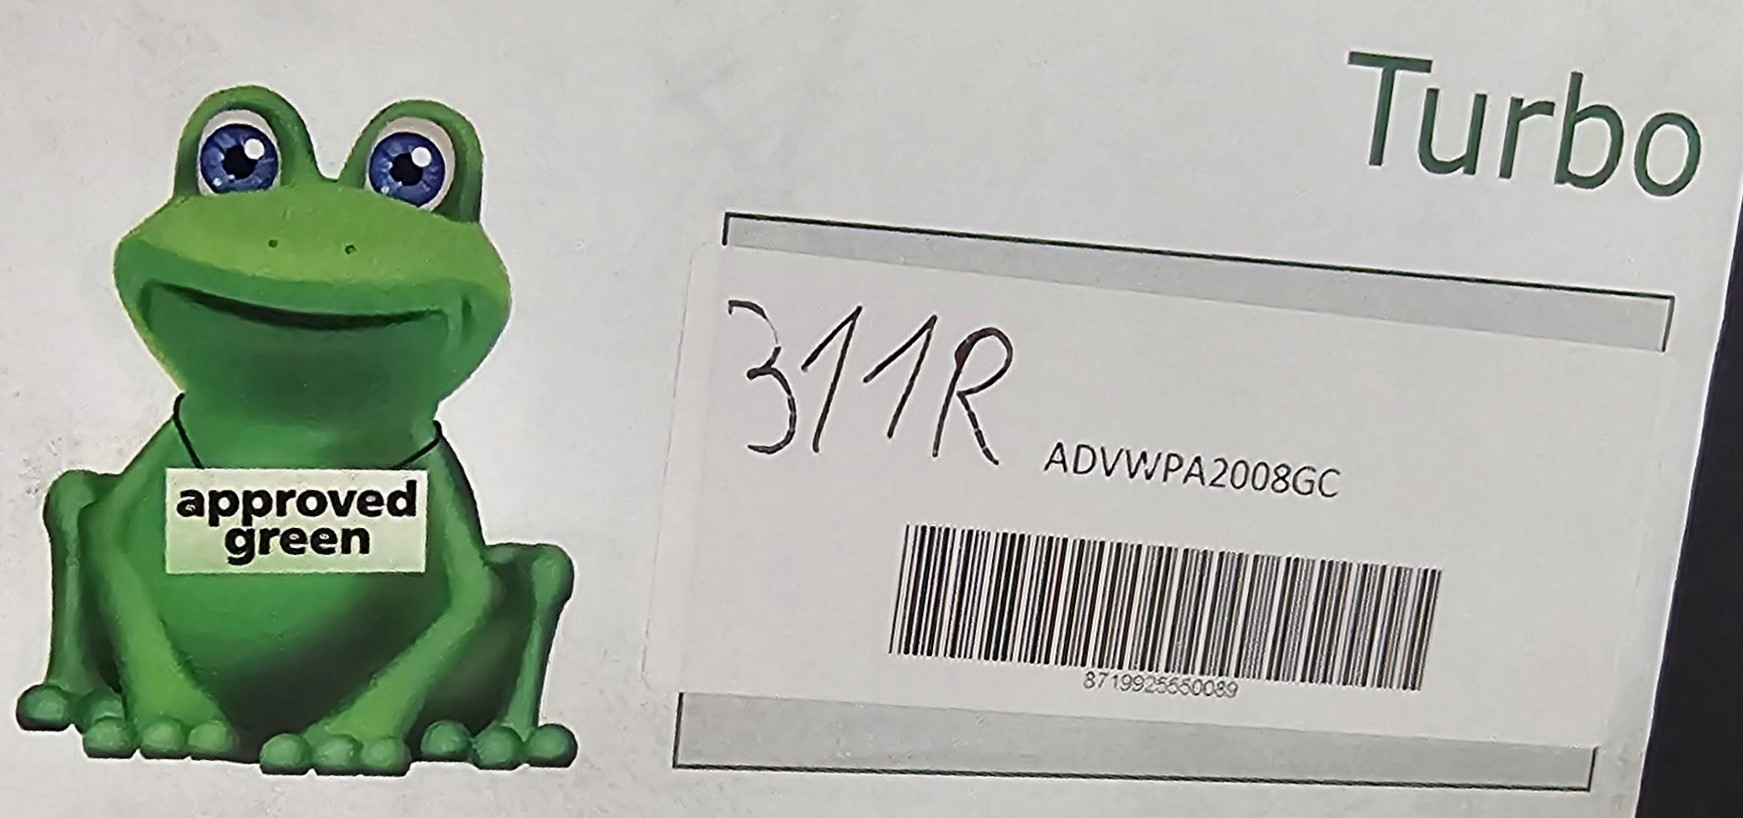 Turbo
311R
ADVWPA2008GC
approved
green
8719925550089